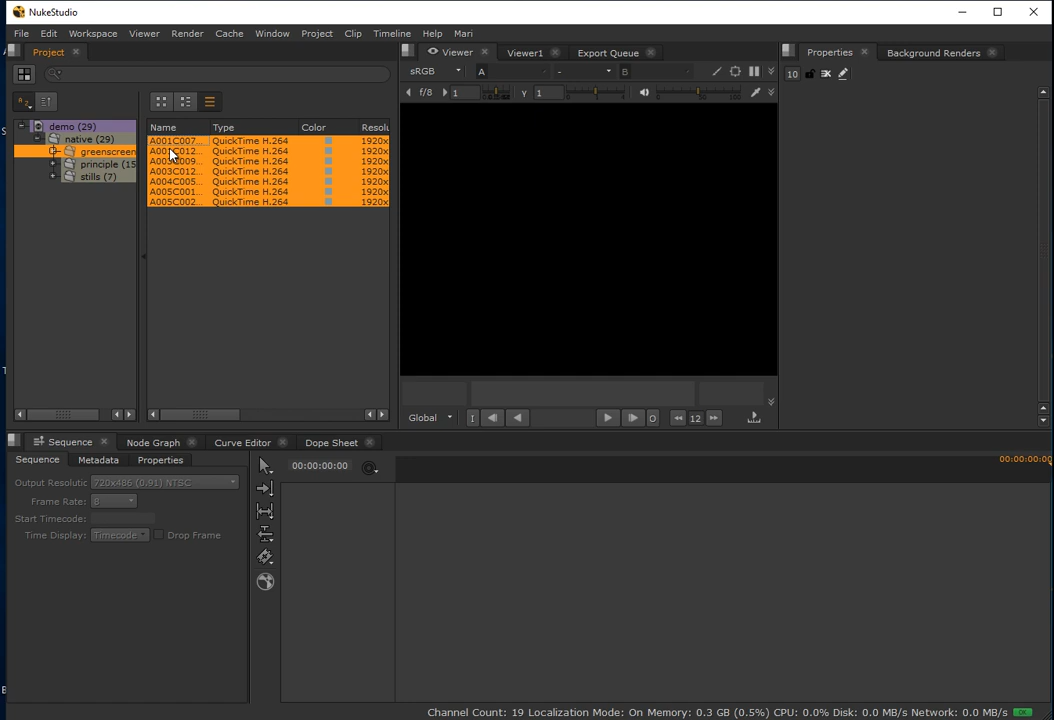 NukeStudio
File Edit Workspace Viewer Render Cache Window Project Clip Timeline Help Mari
Project Viewer Viewer1 Export Queue Properties Background Renders
sRGB A - B 10
f/8 1 Y 1
Name Type Color Resolu
demo (29)
native (29)
greenscreen
principle (15
stills (7)
A001C007... QuickTime H.264 1920x
A001C012... QuickTime H.264 1920x
QuickTime H.264 1920x
A003C012... QuickTime H.264 1920x
A004C005... QuickTime H.264 1920x
A005C001... QuickTime H.264 1920x
A005C002... QuickTime H.264 1920x
Global I O 12
Sequence Node Graph Curve Editor Dope Sheet
Sequence Metadata Properties
00:00:00:00 00:00:00:00
Output Resolutic 720x486 (0.91) NTSC
Frame Rate: 8
Start Timecode:
Time Display: Timecode Drop Frame
Channel Count: 19 Localization Mode: On Memory: 0.3 GB (0.5%) CPU: 0.0% Disk: 0.0 MB/s Network: 0.0 MB/s